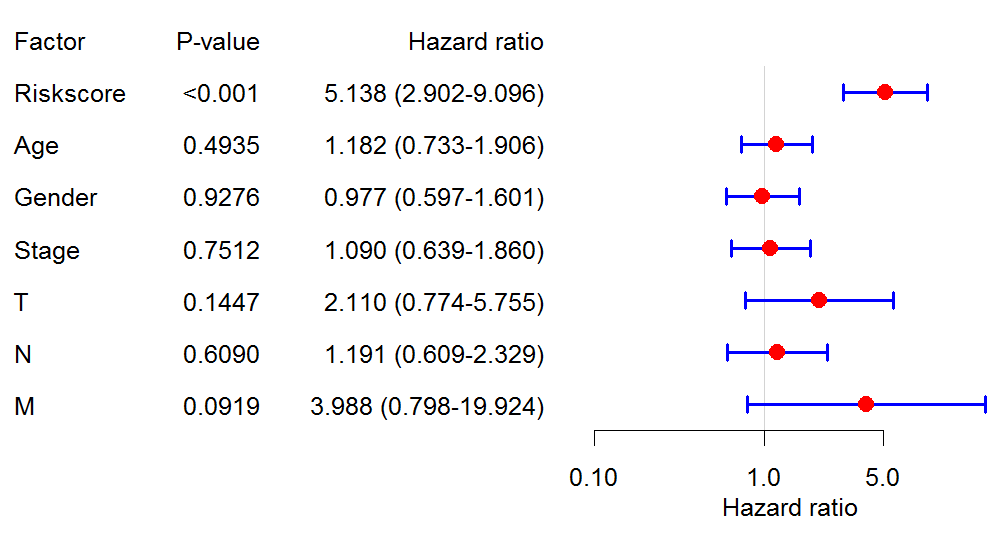 Factor P-value Hazard ratio
Riskscore <0.001 5.138 (2.902-9.096)
Age 0.4935 1.182 (0.733-1.906)
Gender 0.9276 0.977 (0.597-1.601)
Stage 0.7512 1.090 (0.639-1.860)
T 0.1447 2.110 (0.774-5.755)
N 0.6090 1.191 (0.609-2.329)
M 0.0919 3.988 (0.798-19.924)
0.10 1.0 5.0
Hazard ratio